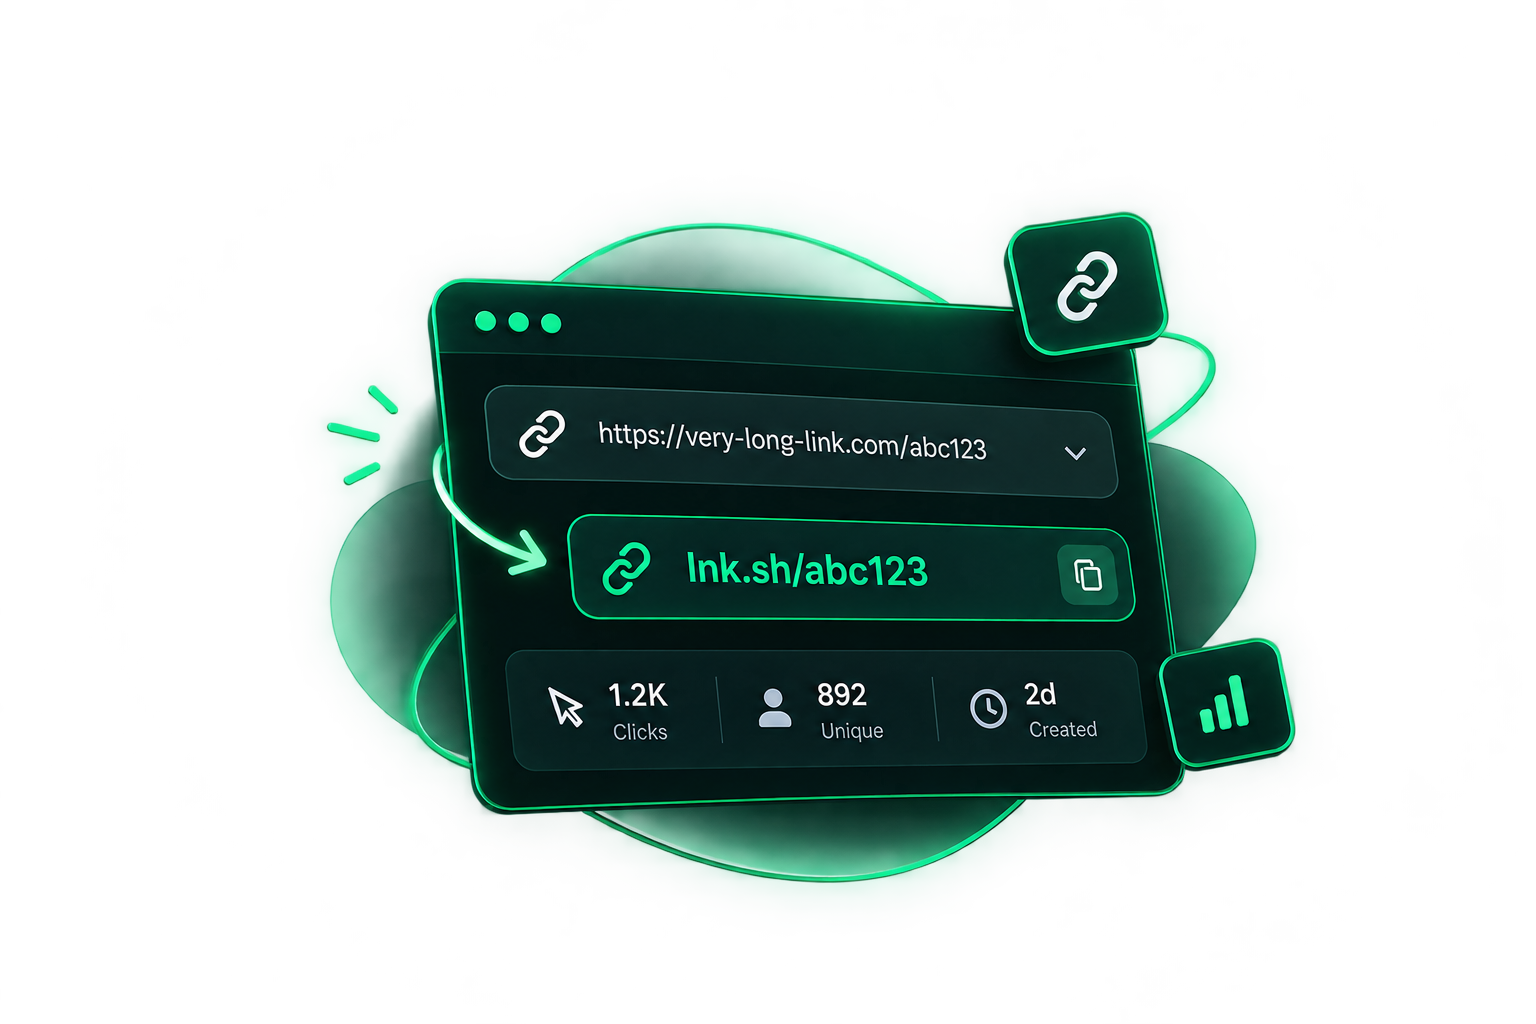 https://very-long-link.com/abc123
lnk.sh/abc123
1.2K
Clicks
892
Unique
2d
Created